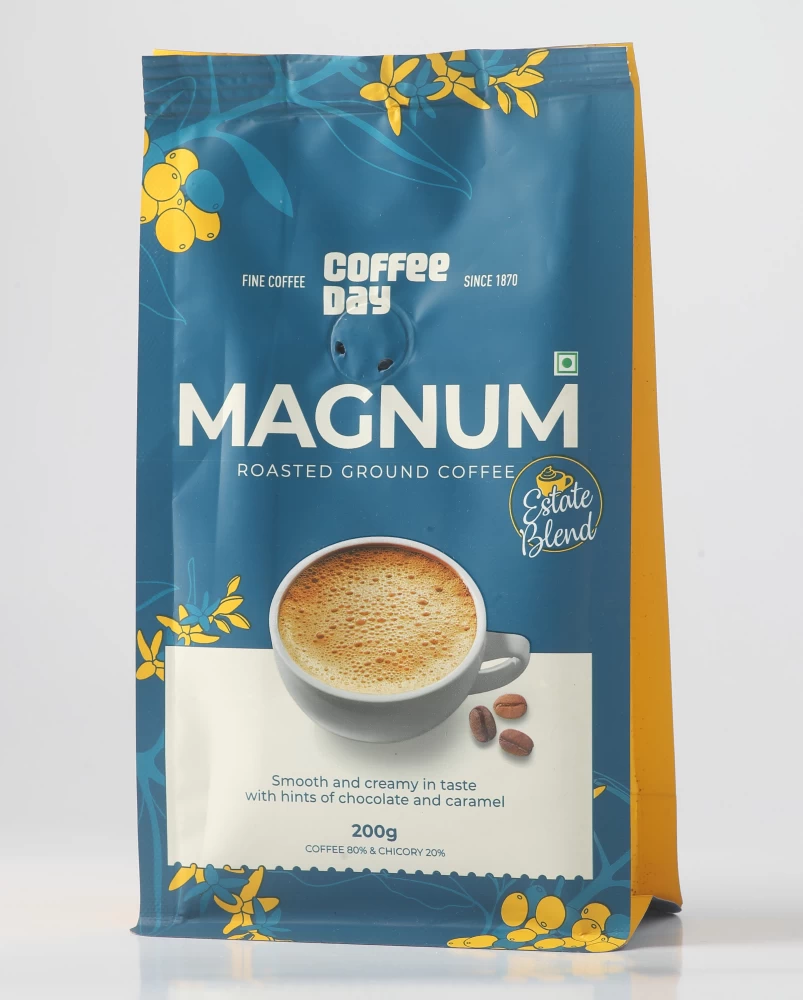 FINE COFFEE
COFFEE
Day
SINCE 1870
MAGNUM
ROASTED GROUND COFFEE
Estate
Blend
Smooth and creamy in taste
with hints of chocolate and caramel
200g
COFFEE 80% & CHICORY 20%